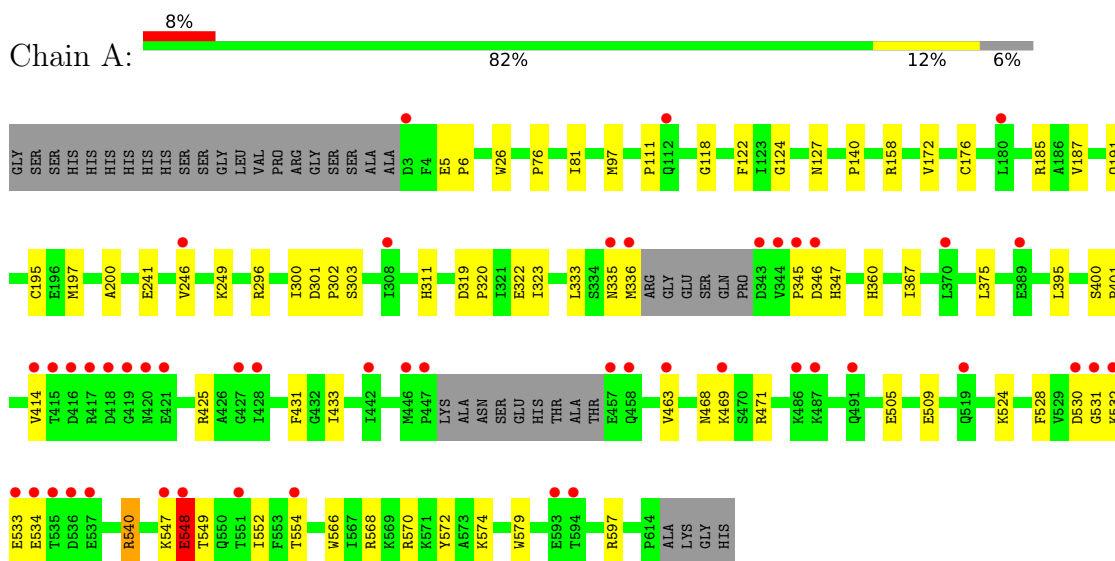 8%
Chain A:
82% 12% 6%
GLY SER SER HIS HIS HIS HIS HIS HIS SER SER GLY LEU VAL PRO ARG GLY SER SER ALA ALA D3 F4 E5 P6 W26 P76 I81 M97 P111 Q112 G118 F122 I123 G124 N127 P140 R158 V172 C176 L180 R185 A186 V187
C195 E196 M197 A200 E241 V246 K249 R296 I300 D301 P302 S303 I308 H311 D319 P320 I321 E322 I323 L333 S334 N335 M336 ARG GLY GLU SER GLN PRO D343 V344 P345 D346 H347 H360 I367 L370 L375 E389 L395 S400
V414 T415 D416 R417 D418 G419 N420 E421 R425 A426 G427 I428 F431 G432 I433 I442 M446 P447 LYS ALA ASN SER GLU HIS THR ALA THR E457 Q458 V463 N468 K469 S470 R471 K486 K487 Q491 E505 E509 Q519 K524 F528 V529 D530 G531
E533 E534 T535 D536 E537 R540 K547 E548 T549 Q550 T551 I552 F553 T554 W566 I567 R568 K569 R570 K571 Y572 A573 K574 W579 E593 T594 R597 P614 ALA LYS GLY HIS